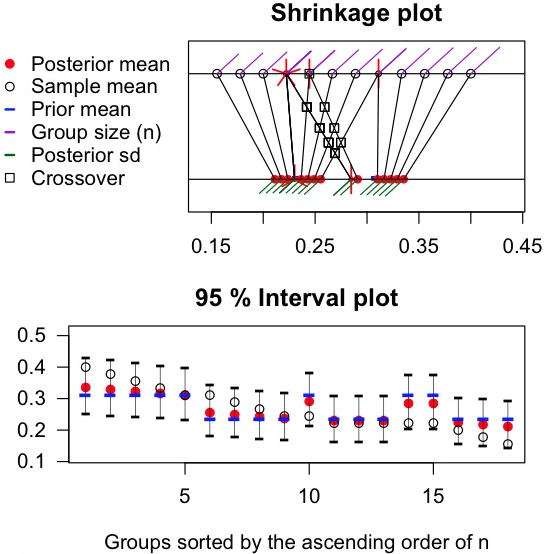 Shrinkage plot
Posterior mean
Sample mean
Prior mean
Group size (n)
Posterior sd
Crossover
0.15 0.25 0.35 0.45
95 % Interval plot
0.5
0.4
0.3
0.2
0.1
5 10 15
Groups sorted by the ascending order of n